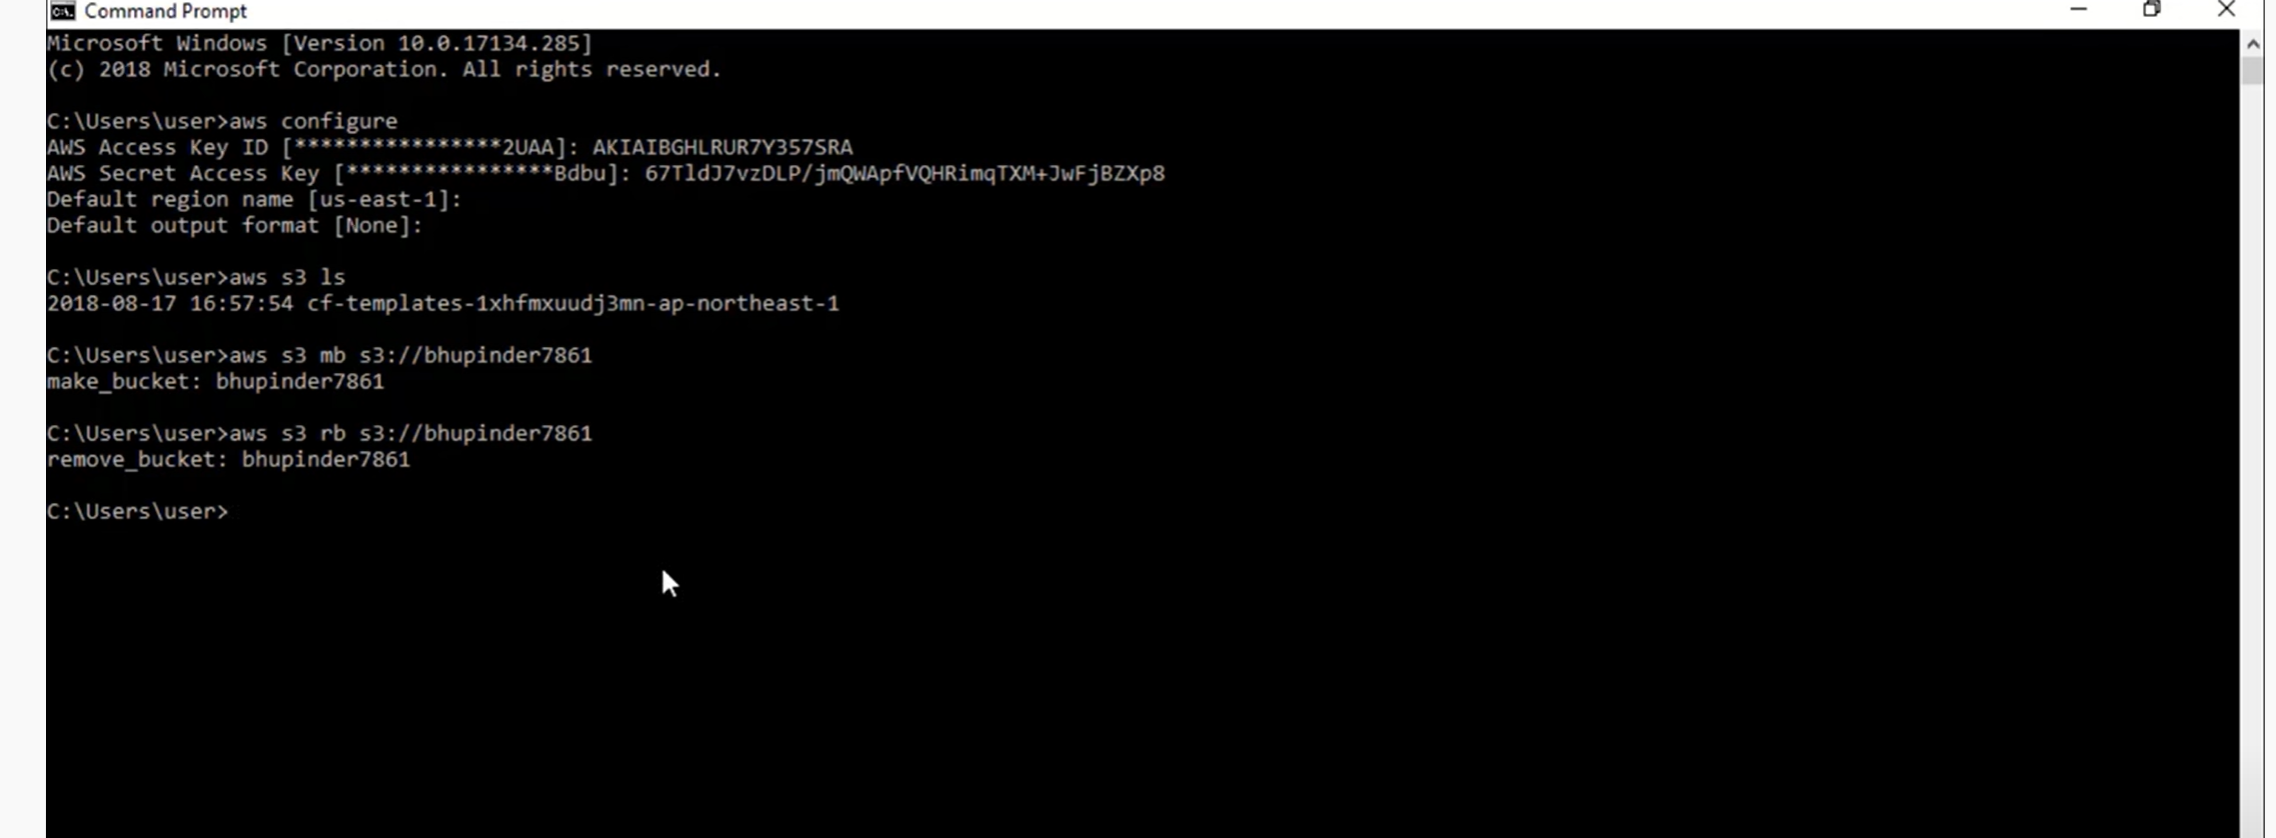 Command Prompt
Microsoft Windows [Version 10.0.17134.285]
(c) 2018 Microsoft Corporation. All rights reserved.
C:\Users\user>aws configure
AWS Access Key ID [****************2UAA]: AKIAIBGHLRUR7Y357SRA
AWS Secret Access Key [****************Bdbu]: 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
Default region name [us-east-1]:
Default output format [None]:
C:\Users\user>aws s3 ls
2018-08-17 16:57:54 cf-templates-1xhfmxuudj3mn-ap-northeast-1
C:\Users\user>aws s3 mb s3://bhupinder7861
make_bucket: bhupinder7861
C:\Users\user>aws s3 rb s3://bhupinder7861
remove_bucket: bhupinder7861
C:\Users\user>